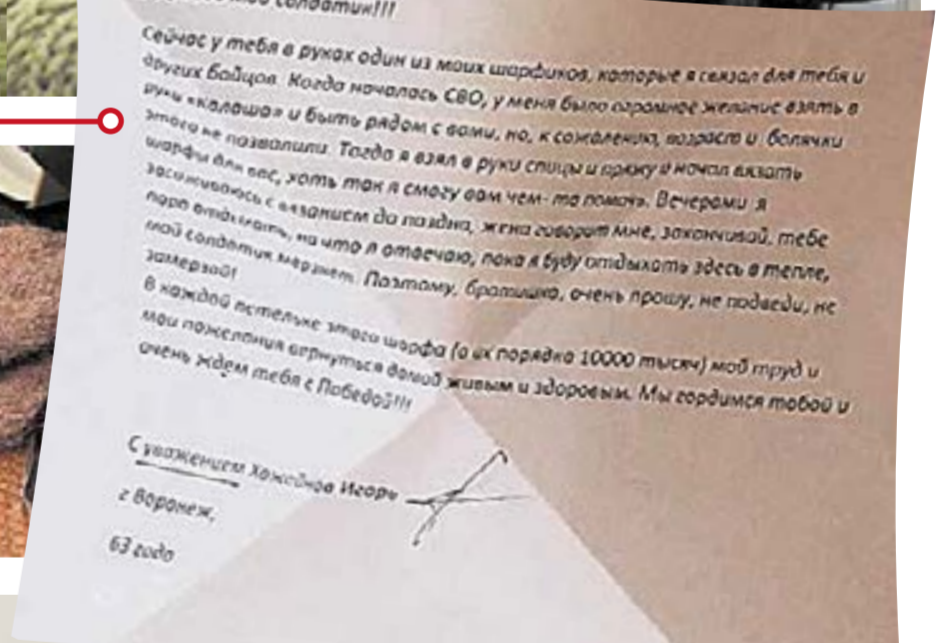 мой солдатик!!!
Сейчас у тебя в руках один из моих шарфиков, которые я связал для тебя и
других бойцов. Когда началось СВО, у меня было огромное желание взять в
руки «калаша» и быть рядом с вами, но, к сожалению, возраст и болячки
этого не позволили. Тогда я взял в руки спицы и пряжу и начал вязать
шарфы для вас, хоть так я смогу вам чем- то помочь. Вечерами я
засиживаюсь с вязанием до поздна, жена говорит мне, заканчивай, тебе
пора отдыхать, на что я отвечаю, пока я буду отдыхать здесь в тепле,
мой солдатик мерзнет. Поэтому, братишка, очень прошу, не подведи, не
замерзай!
В каждой петельке этого шарфа (а их порядка 10000 тысяч) мой труд и
мои пожелания вернуться домой живым и здоровым. Мы гордимся тобой и
очень ждем тебя с Победой!!!
С уважением Игорь
г Воронеж,
63 года